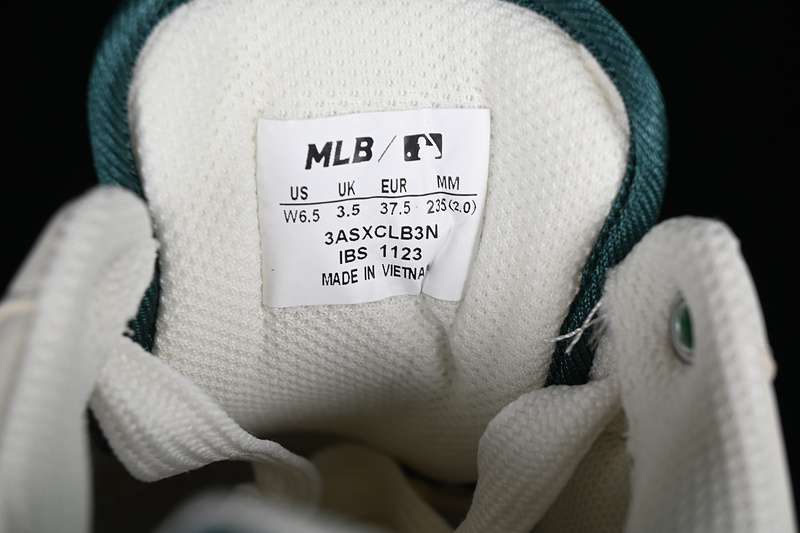 MLB /
US UK EUR MM
W6.5 3.5 37.5 235(2.0)
3ASXCLB3N
IBS 1123
MADE IN VIETNA